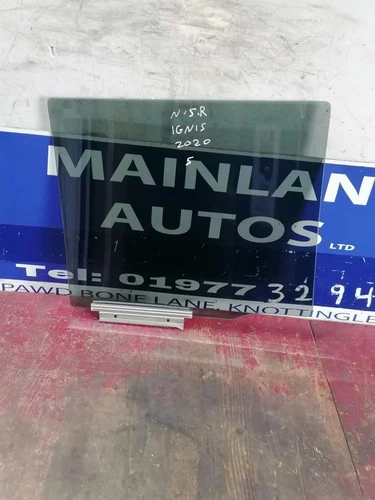 N.S.R
IGNIS
2020
5
MAINLAN
AUTOS
LTD
Tel: 01977 32 94
PAWD BONE LANE, KNOTTINGLE